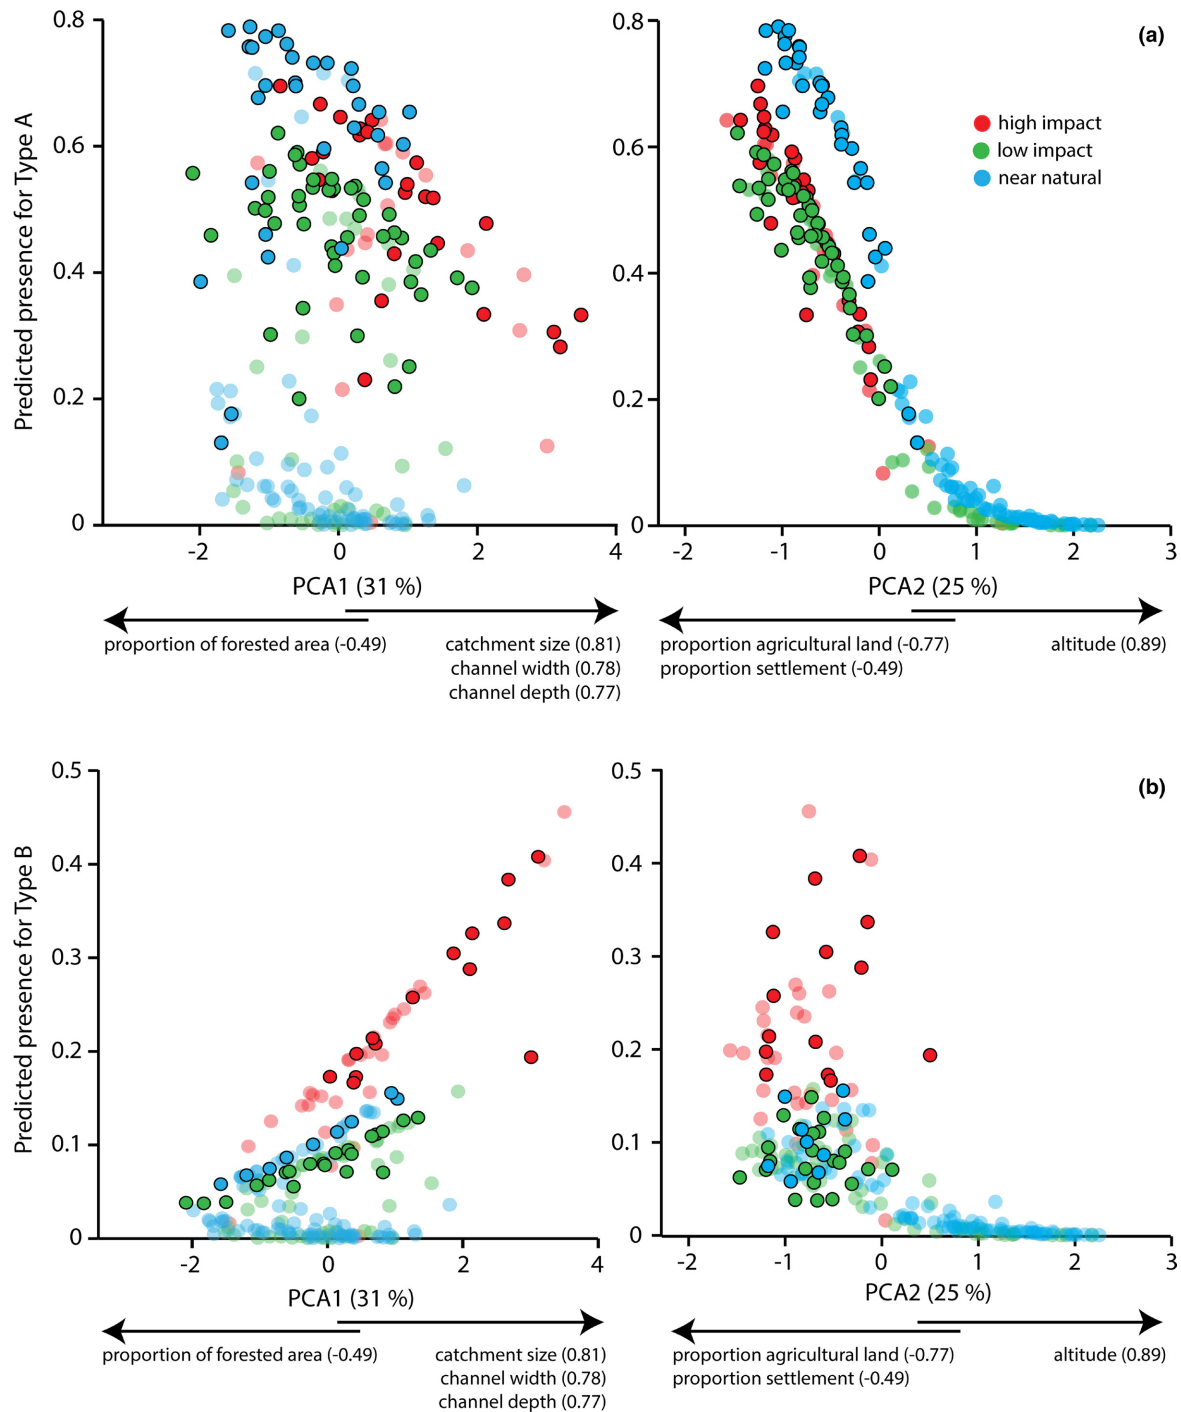 (a)
Predicted presence for Type A
0.8
0.6
0.4
0.2
0
-2
0
2
4
PCA1 (31 %)
proportion of forested area (-0.49)
catchment size (0.81)
channel width (0.78)
channel depth (0.77)
0.8
0.6
0.4
0.2
0
high impact
low impact
near natural
-2
-1
0
1
2
3
PCA2 (25 %)
proportion agricultural land (-0.77)
proportion settlement (-0.49)
altitude (0.89)
(b)
Predicted presence for Type B
0.5
0.4
0.3
0.2
0.1
0
-2
0
2
4
PCA1 (31 %)
proportion of forested area (-0.49)
catchment size (0.81)
channel width (0.78)
channel depth (0.77)
0.5
0.4
0.3
0.2
0.1
0
-2
-1
0
1
2
3
PCA2 (25 %)
proportion agricultural land (-0.77)
proportion settlement (-0.49)
altitude (0.89)